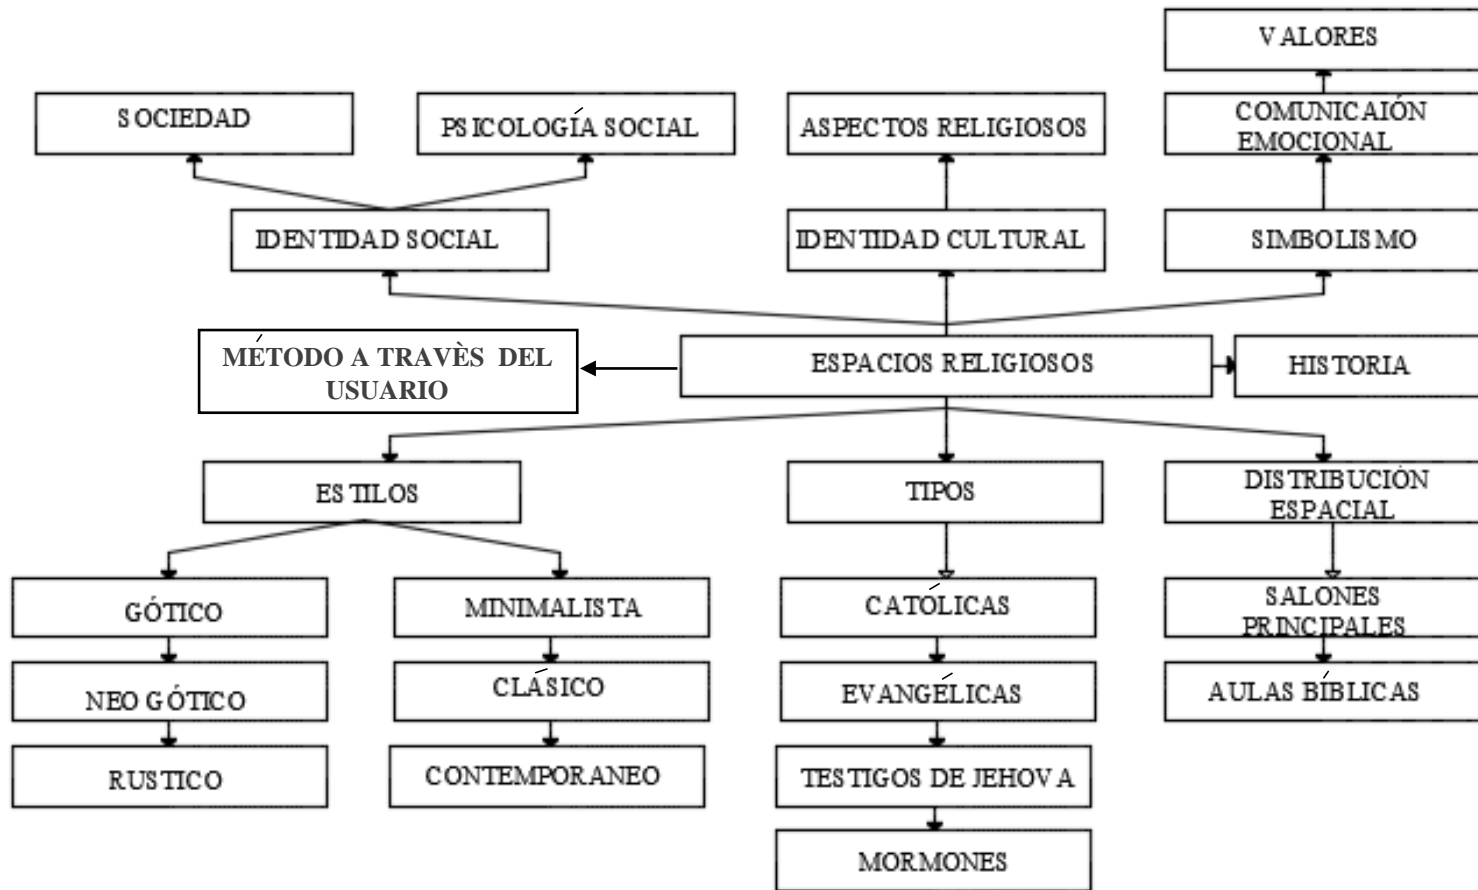 VALORES
SOCIEDAD
PSICOLOGÍA SOCIAL
ASPECTOS RELIGIOSOS
COMUNICAIÓN
EMOCIONAL
IDENTIDAD SOCIAL
IDENTIDAD CULTURAL
SIMBOLISMO
MÉTODO A TRAVÈS DEL
USUARIO
ESPACIOS RELIGIOSOS
HISTORIA
ESTILOS
TIPOS
DISTRIBUCIÓN
ESPACIAL
GÓTICO
MINIMALISTA
CATÓLICAS
SALONES
PRINCIPALES
NEO GÓTICO
CLÁSICO
EVANGÉLICAS
AULAS BÍBLICAS
RUSTICO
CONTEMPORANEO
TESTIGOS DE JEHOVA
MORMONES